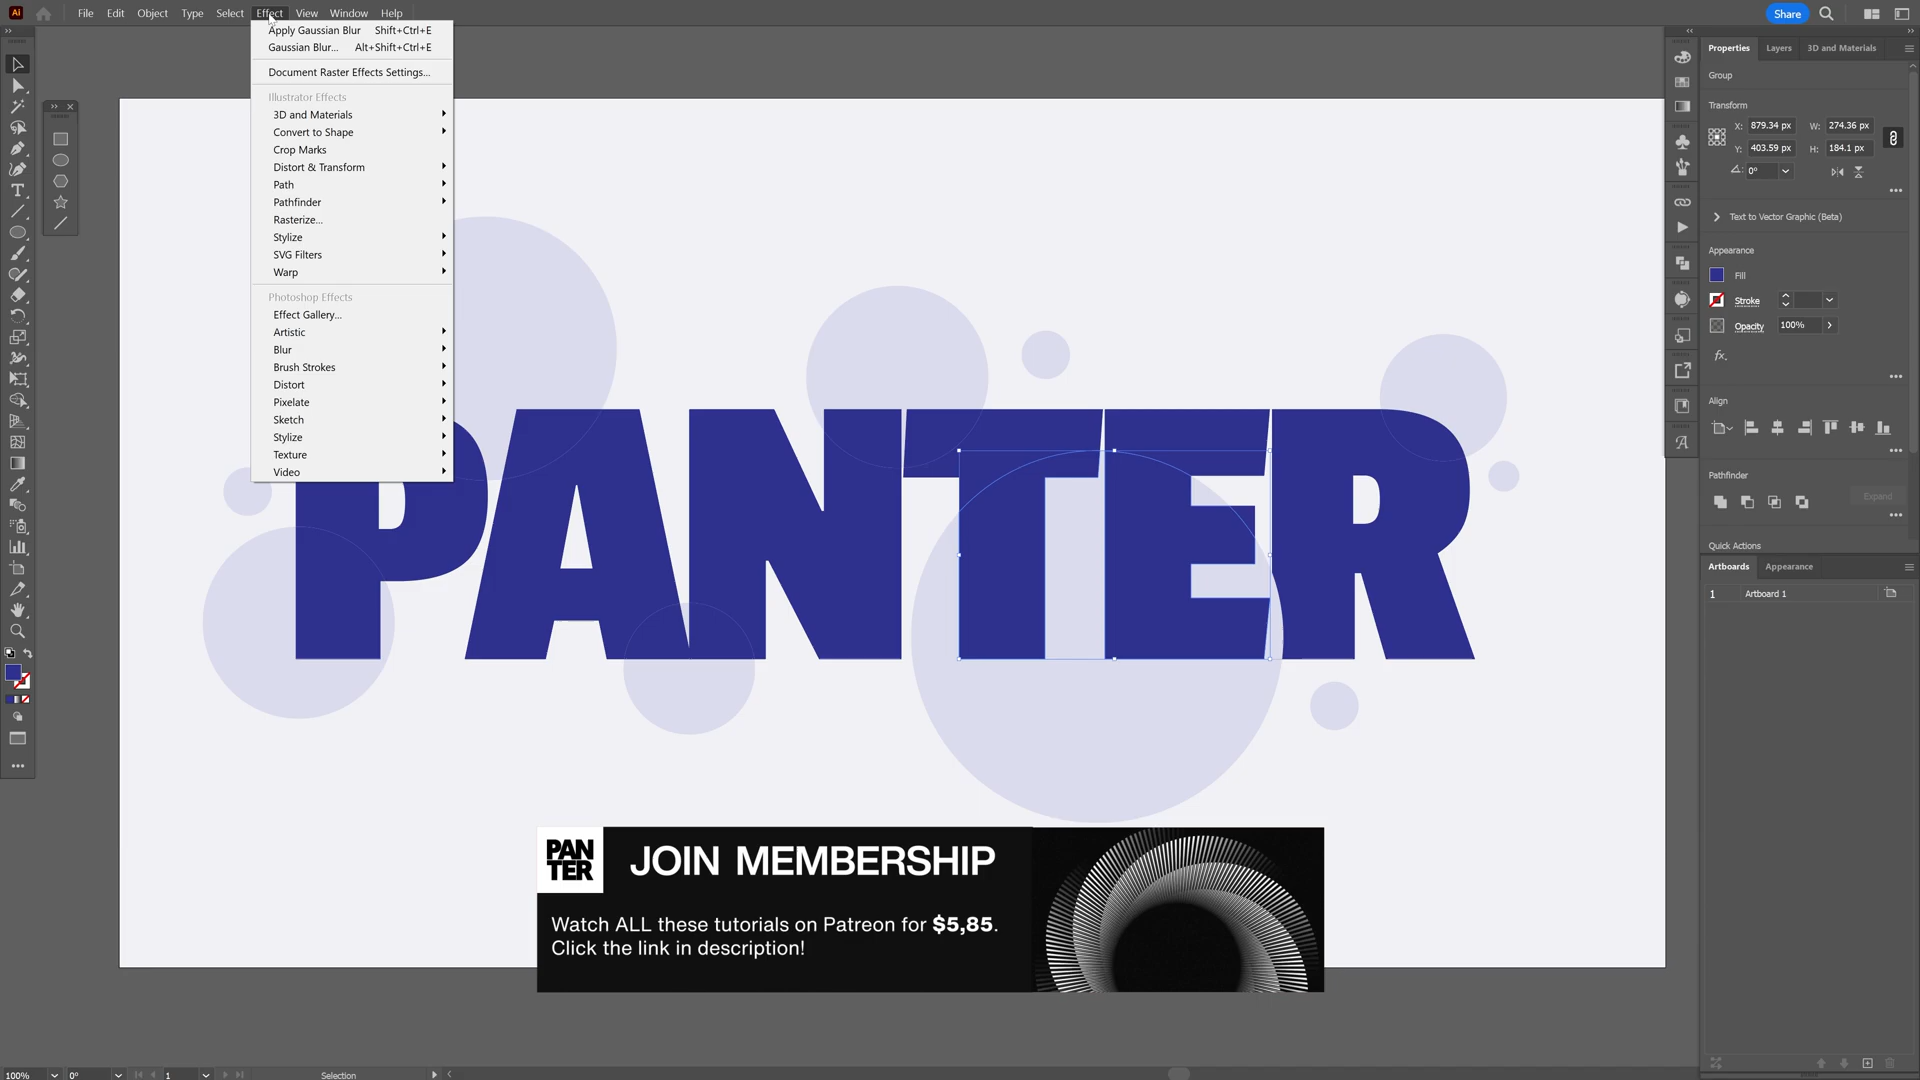 Ai File Edit Object Type Select Effect View Window Help Share
Apply Gaussian Blur Shift+Ctrl+E
Gaussian Blur... Alt+Shift+Ctrl+E
Document Raster Effects Settings...
Illustrator Effects
3D and Materials
Convert to Shape
Crop Marks
Distort & Transform
Path
Pathfinder
Rasterize...
Stylize
SVG Filters
Warp
Photoshop Effects
Effect Gallery...
Artistic
Blur
Brush Strokes
Distort
Pixelate
Sketch
Stylize
Texture
Video
PANTER
PAN
TER
JOIN MEMBERSHIP
Watch ALL these tutorials on Patreon for $5,85.
Click the link in description!
Properties Layers 3D and Materials
Group
Transform
X: 879.34 px W: 274.36 px
Y: 403.59 px H: 184.1 px
0°
Text to Vector Graphic (Beta)
Appearance
Fill
Stroke
Opacity 100%
fx.
Align
Pathfinder
Expand
Quick Actions
Artboards Appearance
1 Artboard 1
100% 0° 1 Selection